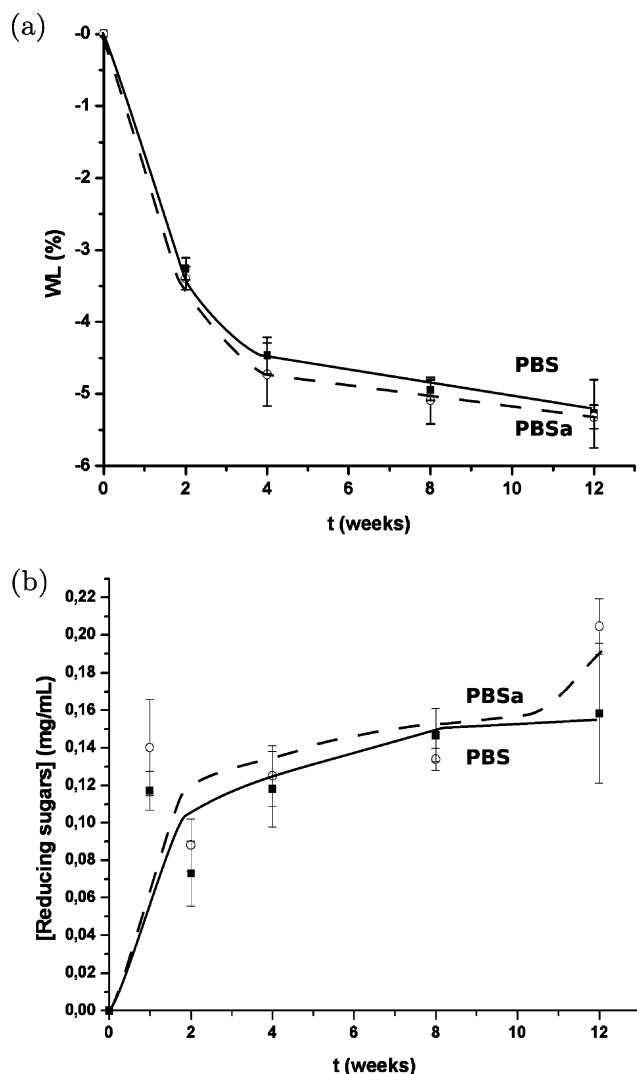 (a)
-0
-1
-2
-3
-4
-5
-6
WL (%)
PBS
PBSa
0 2 4 6 8 10 12
t (weeks)
(b)
0,22
0,20
0,18
0,16
0,14
0,12
0,10
0,08
0,06
0,04
0,02
0,00
[Reducing sugars] (mg/mL)
PBSa
PBS
0 2 4 6 8 10 12
t (weeks)